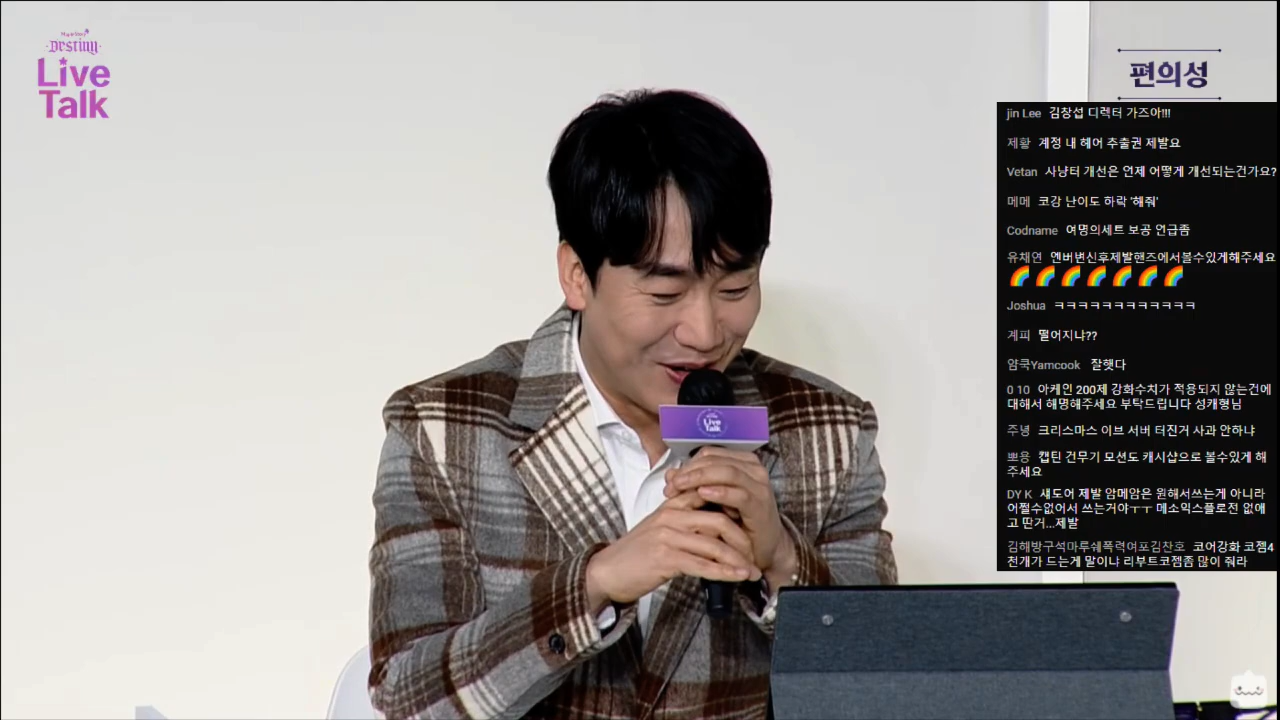 MapleStory
DESTINY
Live
Talk
편의성
jin Lee 김창섭 디렉터 가즈아!!!
제활 계정 내 헤어 추출권 제발요
Vetan 사냥터 개선은 언제 어떻게 개선되는건가요?
메메 코강 난이도 하락 '해줘'
Codname 여명의세트 보공 언급좀
유채연 엔버변신후제발핸즈에서볼수있게해주세요
🌈🌈🌈🌈🌈🌈🌈
Joshua ㅋㅋㅋㅋㅋㅋㅋㅋㅋㅋㅋㅋ
계피 떨어지나??
얌쿡Yamcook 잘햇다
0 10 아케인 200제 강화수치가 적용되지 않는건에
대해서 해명해주세요 부탁드립니다 성캐형님
주녕 크리스마스 이브 서버 터진거 사과 안하냐
뽀용 캡틴 건무기 모션도 캐시샵으로 볼수있게 해
주세요
DY K 섀도어 제발 암메암은 원해서쓰는게 아니라
어쩔수없어서 쓰는거야ㅜㅜ 메소익스플로전 없애
고 딴거...제발
김해방구석마루쉐폭력여포김찬호 코어강화 코젬4
천개가 드는게 말이냐 리부트코젬좀 많이 줘라
Live
Talk